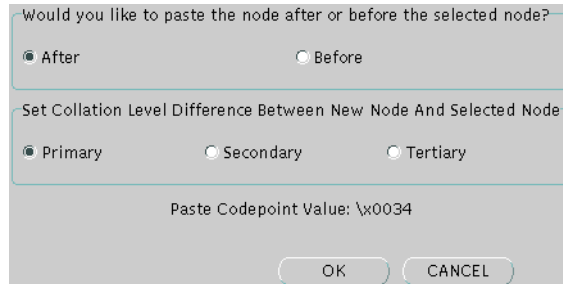 Would you like to paste the node after or before the selected node?
After Before
Set Collation Level Difference Between New Node And Selected Node
Primary Secondary Tertiary
Paste Codepoint Value: \x0034
OK CANCEL